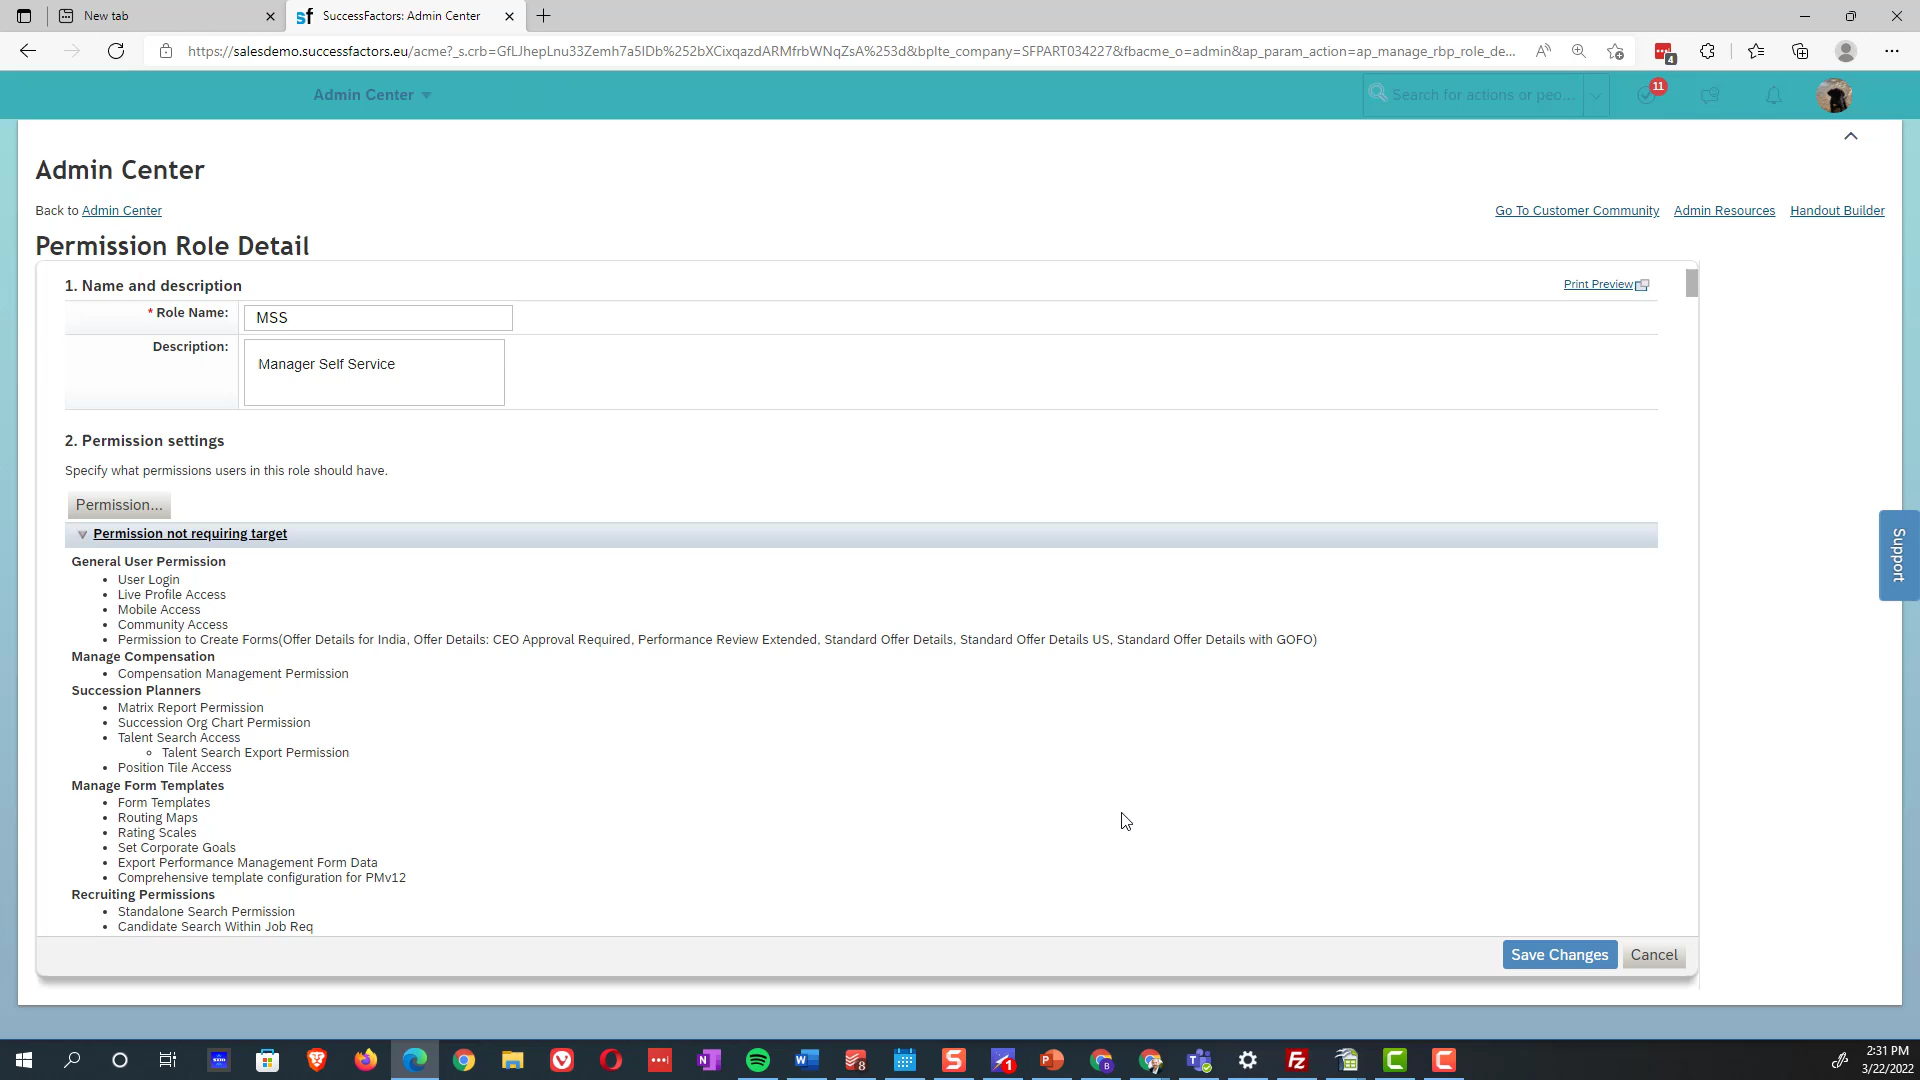 New tab
SuccessFactors: Admin Center
https://salesdemo.successfactors.eu/acme?_s.crb=GfLJhepLnu33Zemh7a5IDb%252bXCixqazdARMfrbWNqZsA%253d&bplte_company=SFPART034227&fbacme_o=admin&ap_param_action=ap_manage_rbp_role_de...
4
Admin Center
Search for actions or peo...
11
Admin Center
Back to Admin Center
Go To Customer Community
Admin Resources
Handout Builder
Permission Role Detail
1. Name and description
Print Preview
* Role Name:
MSS
Description:
Manager Self Service
2. Permission settings
Specify what permissions users in this role should have.
Permission...
Permission not requiring target
General User Permission
• User Login
• Live Profile Access
• Mobile Access
• Community Access
• Permission to Create Forms(Offer Details for India, Offer Details: CEO Approval Required, Performance Review Extended, Standard Offer Details, Standard Offer Details US, Standard Offer Details with GOFO)
Manage Compensation
• Compensation Management Permission
Succession Planners
• Matrix Report Permission
• Succession Org Chart Permission
• Talent Search Access
◦ Talent Search Export Permission
• Position Tile Access
Manage Form Templates
• Form Templates
• Routing Maps
• Rating Scales
• Set Corporate Goals
• Export Performance Management Form Data
• Comprehensive template configuration for PMv12
Recruiting Permissions
• Standalone Search Permission
• Candidate Search Within Job Req
Support
Save Changes
Cancel
2:31 PM
3/22/2022